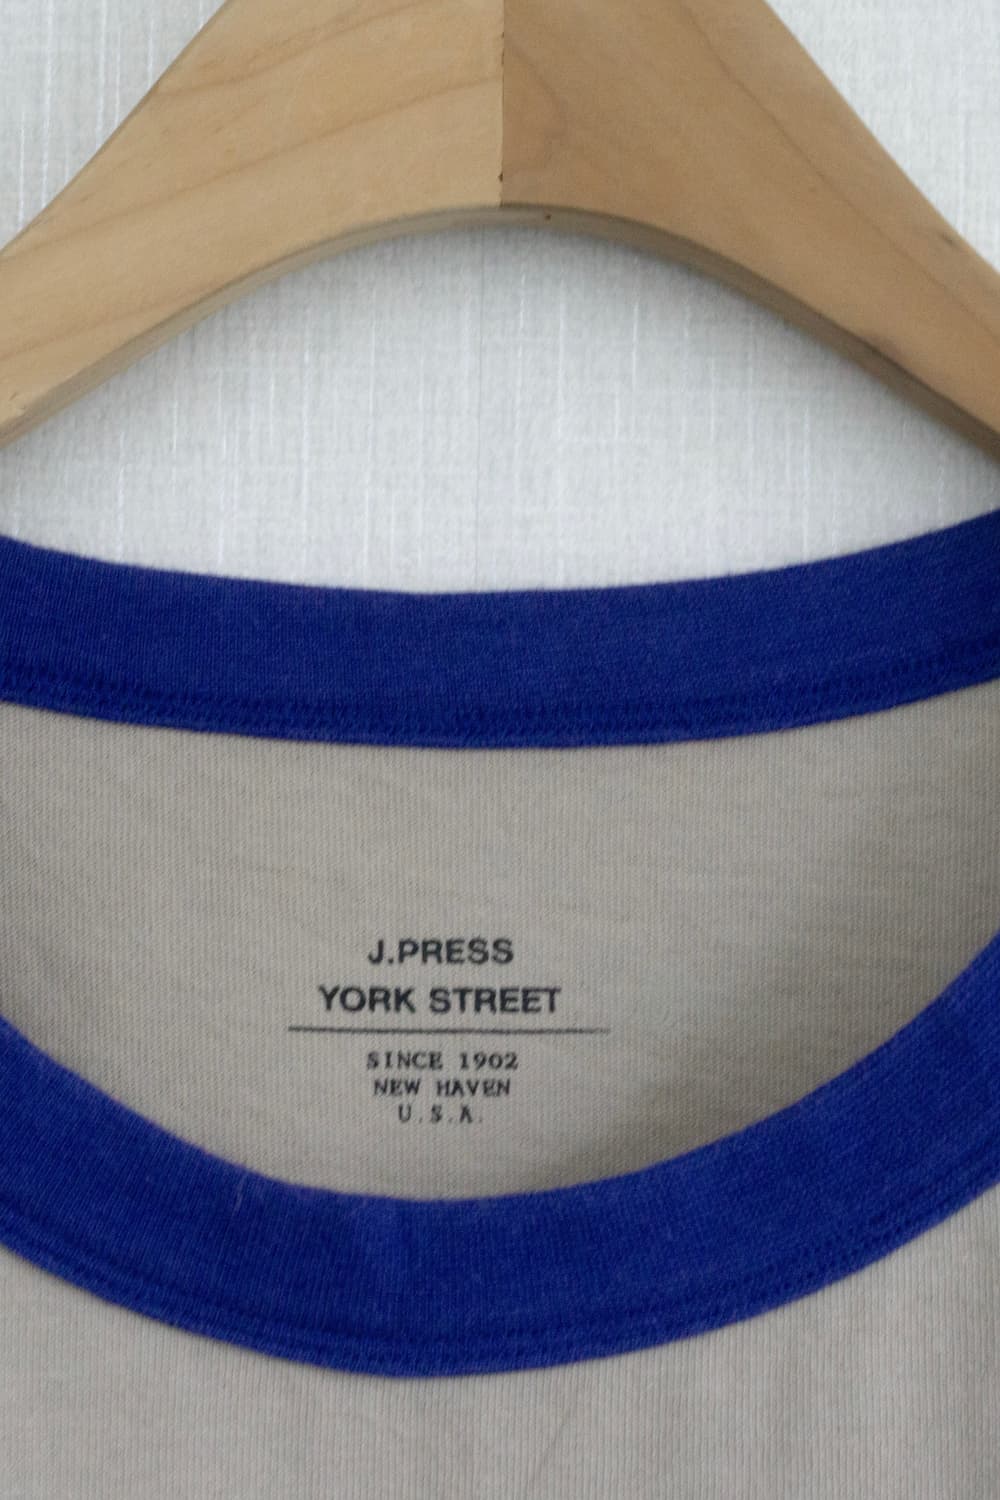 J.PRESS
YORK STREET
SINCE 1902
NEW HAVEN
U.S.A.